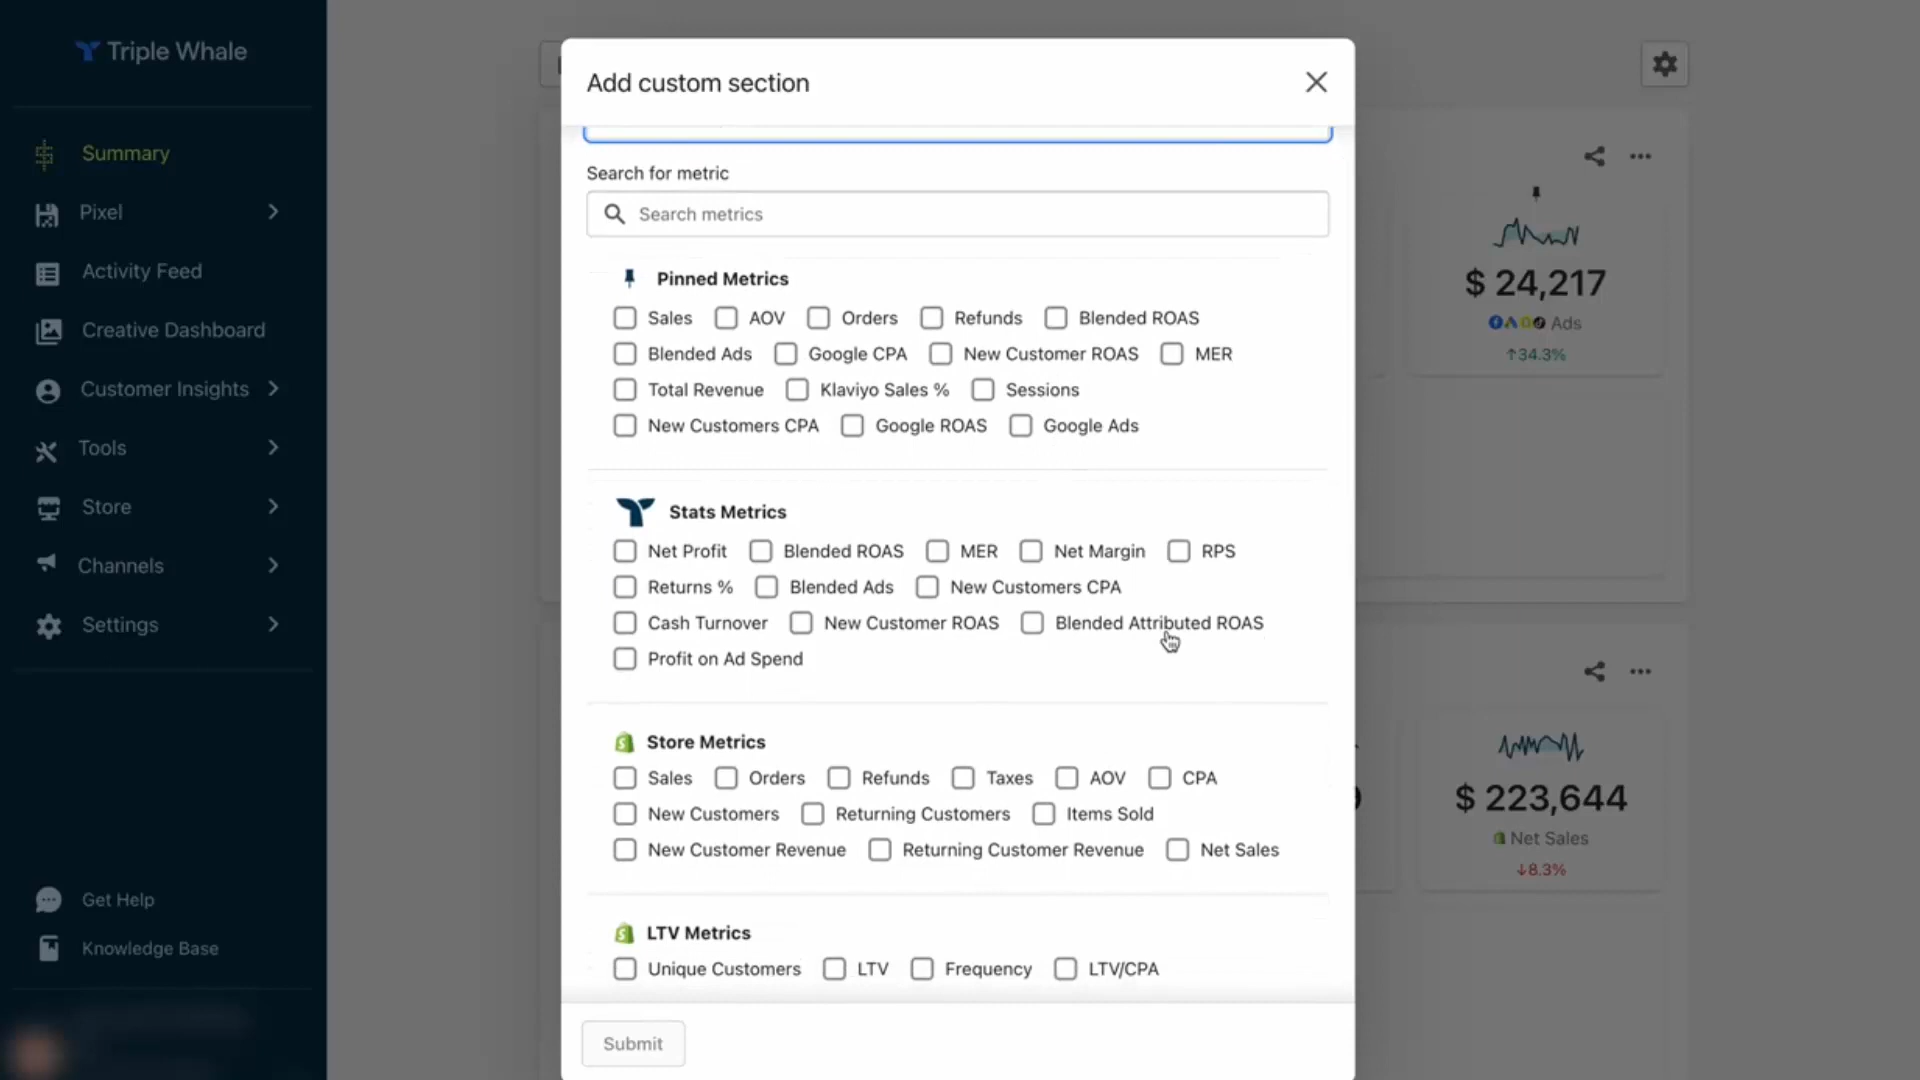 Triple Whale
Summary
Pixel
Activity Feed
Creative Dashboard
Customer Insights
Tools
Store
Channels
Settings
Get Help
Knowledge Base
Add custom section
Search for metric
Search metrics
Pinned Metrics
Sales AOV Orders Refunds Blended ROAS
Blended Ads Google CPA New Customer ROAS MER
Total Revenue Klaviyo Sales % Sessions
New Customers CPA Google ROAS Google Ads
Stats Metrics
Net Profit Blended ROAS MER Net Margin RPS
Returns % Blended Ads New Customers CPA
Cash Turnover New Customer ROAS Blended Attributed ROAS
Profit on Ad Spend
Store Metrics
Sales Orders Refunds Taxes AOV CPA
New Customers Returning Customers Items Sold
New Customer Revenue Returning Customer Revenue Net Sales
LTV Metrics
Unique Customers LTV Frequency LTV/CPA
Submit
$ 24,217
Ads
↑34.3%
$ 223,644
Net Sales
↓8.3%